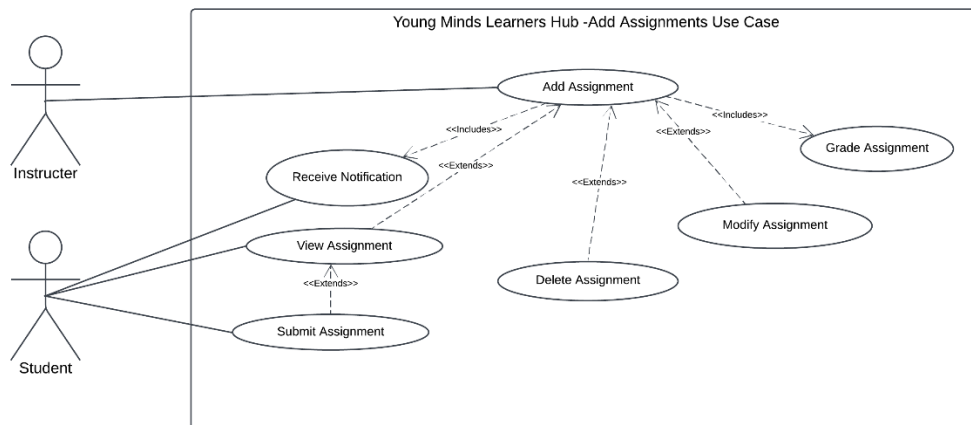 Young Minds Learners Hub -Add Assignments Use Case
Add Assignment
<<Includes>>
<<Extends>>
<<Includes>>
Grade Assignment
Instructer
Receive Notification
<<Extends>>
<<Extends>>
Modify Assignment
View Assignment
Delete Assignment
<<Extends>>
Submit Assignment
Student